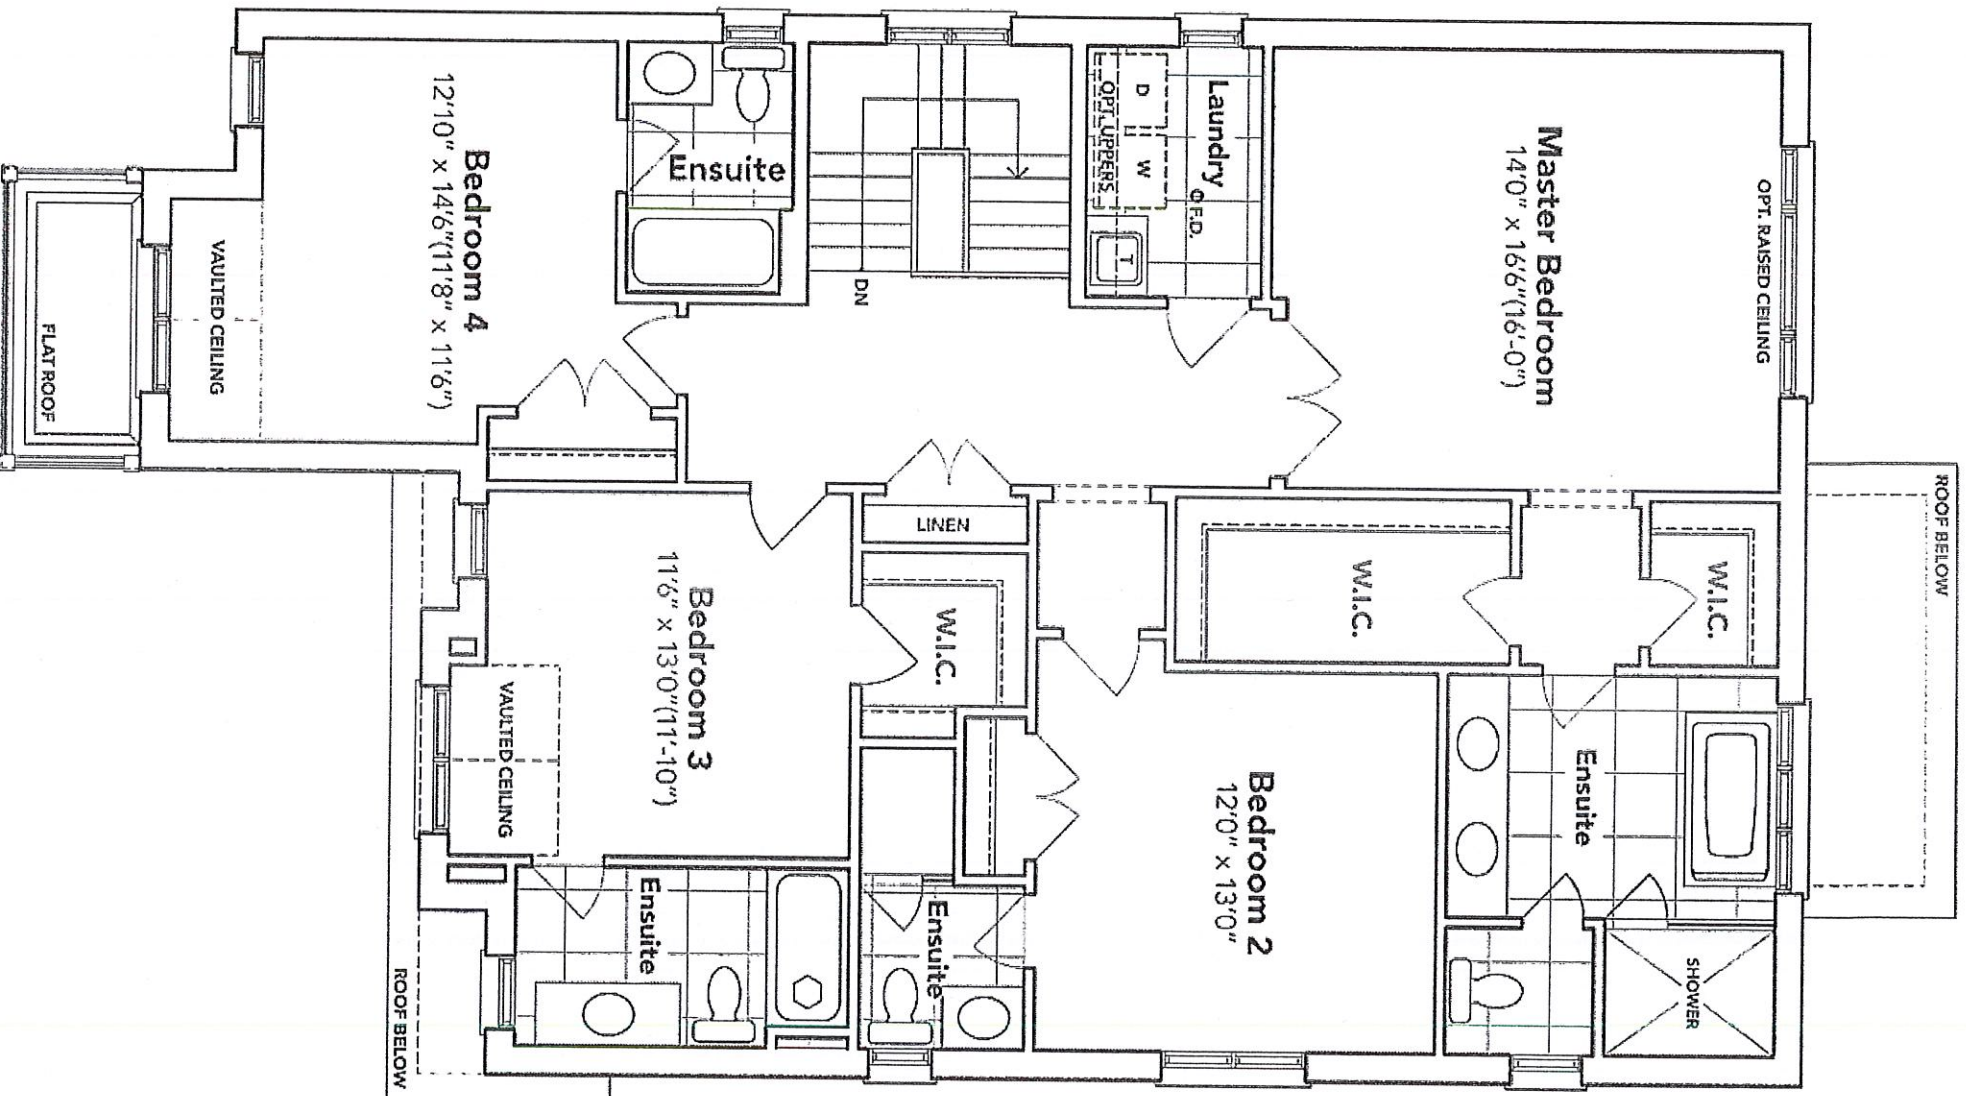 OPT. RAISED CEILING
Master Bedroom
14'0" x 16'6"(16'-0")
ROOF BELOW
W.I.C.
W.I.C.
Ensuite
SHOWER
Laundry
F.D.
D
W
OPT. UPPERS
T
Bedroom 2
12'0" x 13'0"
DN
LINEN
W.I.C.
Ensuite
Ensuite
Bedroom 4
12'10" x 14'6"(11'8" x 11'6")
Bedroom 3
11'6" x 13'0"(11'-10")
Ensuite
VAULTED CEILING
VAULTED CEILING
FLAT ROOF
ROOF BELOW